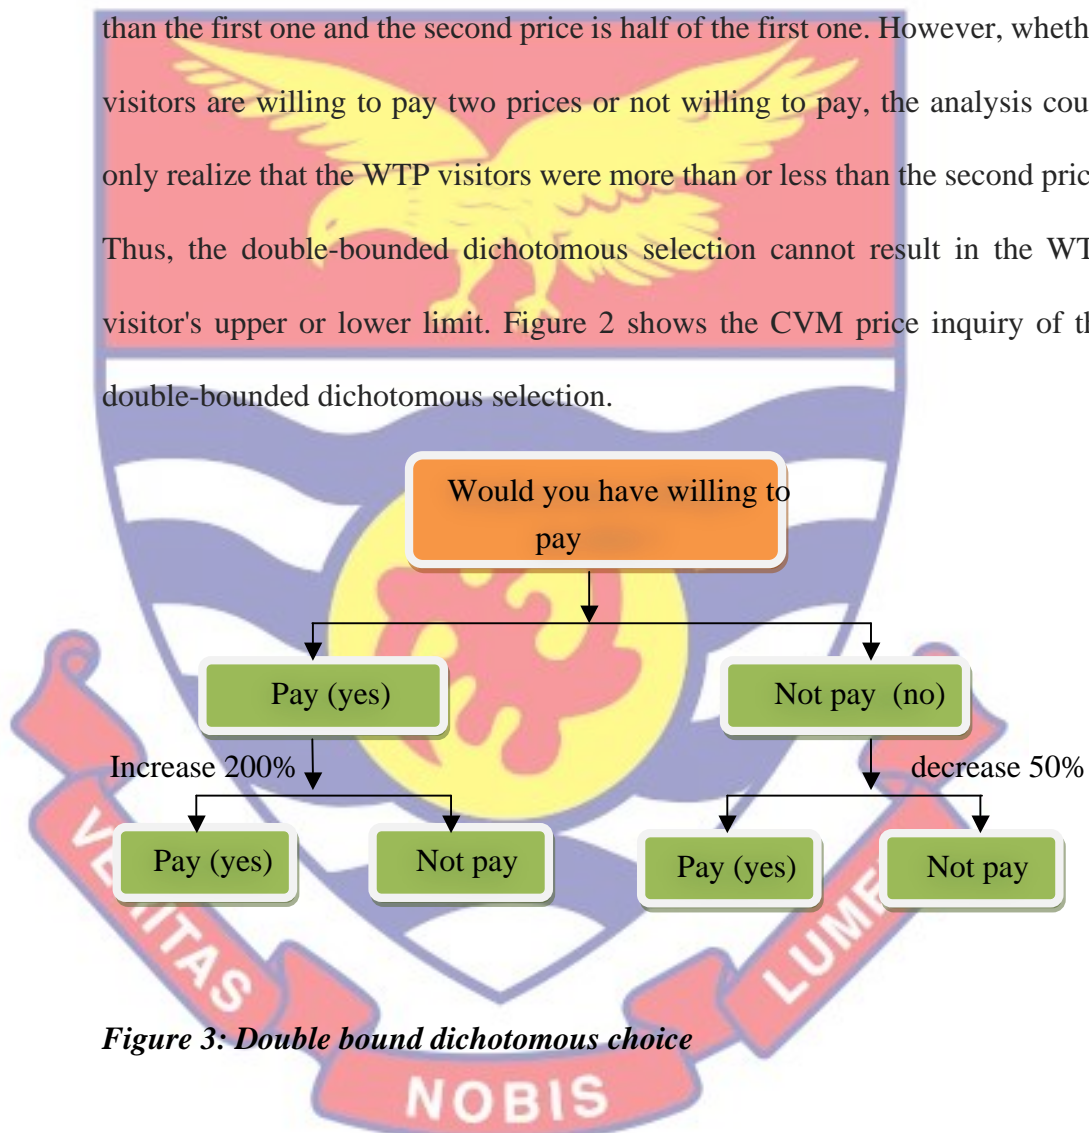 than the first one and the second price is half of the first one. However, wheth
visitors are willing to pay two prices or not willing to pay, the analysis cou
only realize that the WTP visitors were more than or less than the second pric
Thus, the double-bounded dichotomous selection cannot result in the WT
visitor's upper or lower limit. Figure 2 shows the CVM price inquiry of th
double-bounded dichotomous selection.
Would you have willing to
pay
Pay (yes)
Not pay (no)
Increase 200%
decrease 50%
Pay (yes)
Not pay
Pay (yes)
Not pay
VERITAS
LUMEN
Figure 3: Double bound dichotomous choice
NOBIS